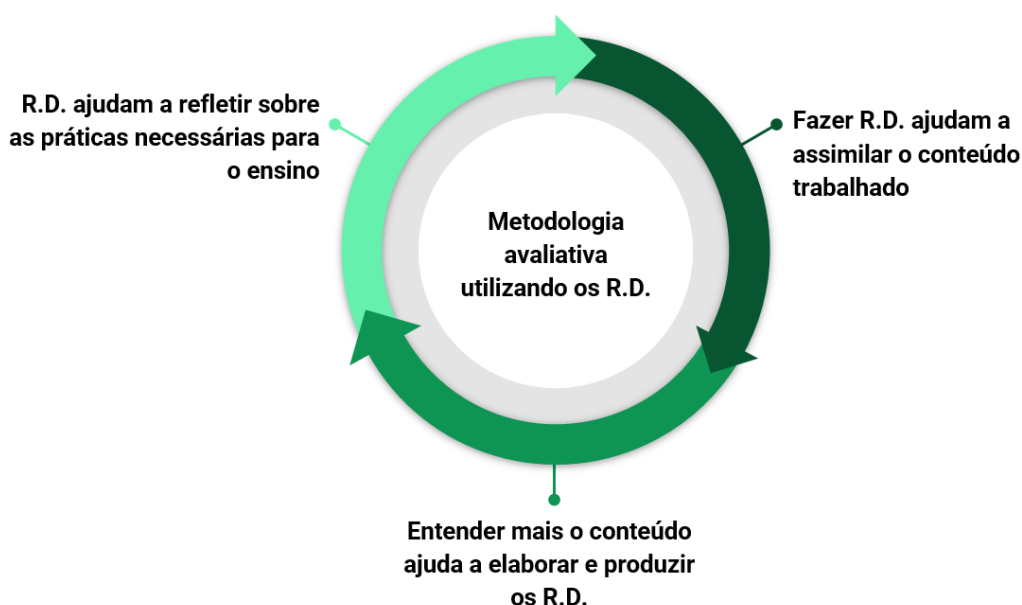 R.D. ajudam a refletir sobre
as práticas necessárias para
o ensino
Fazer R.D. ajudam a
assimilar o conteúdo
trabalhado
Metodologia
avaliativa
utilizando os R.D.
Entender mais o conteúdo
ajuda a elaborar e produzir
os R.D.